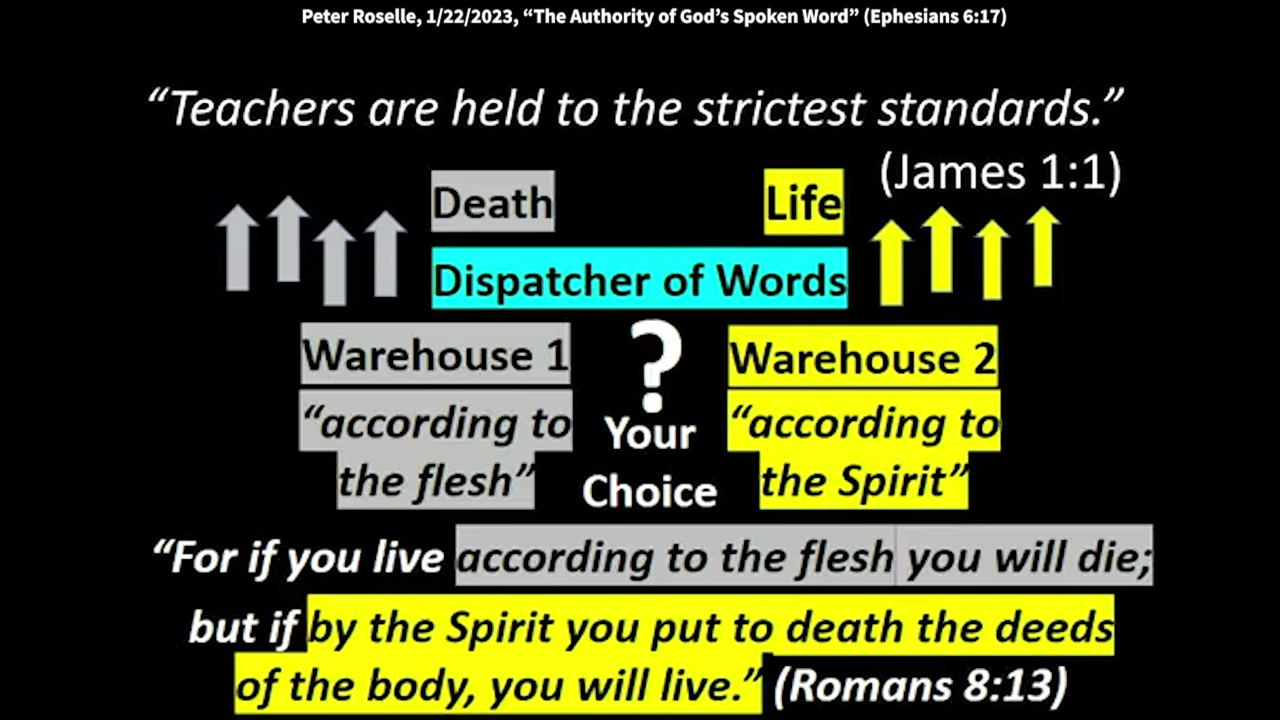 Peter Roselle, 1/22/2023, “The Authority of God’s Spoken Word” (Ephesians 6:17)
“Teachers are held to the strictest standards.”
(James 1:1)
Death
Life
Dispatcher of Words
Warehouse 1
“according to
the flesh”
?
Your
Choice
Warehouse 2
“according to
the Spirit”
“For if you live according to the flesh you will die;
but if by the Spirit you put to death the deeds
of the body, you will live.” (Romans 8:13)